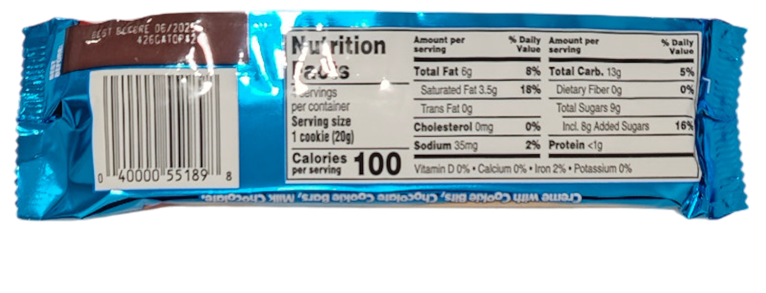 BEST BEFORE 06/2025
0 40000 55189 8
Nutrition
Facts
servings
per container
Serving size
1 cookie (20g)
Calories
per serving 100
Amount per
serving
% Daily
Value
Total Fat 6g 8%
Saturated Fat 3.5g 18%
Trans Fat 0g
Cholesterol 0mg 0%
Sodium 35mg 2%
Amount per
serving
% Daily
Value
Total Carb. 13g 5%
Dietary Fiber 0g 0%
Total Sugars 9g
Incl. 8g Added Sugars 16%
Protein <1g
Vitamin D 0% • Calcium 0% • Iron 2% • Potassium 0%
Creme with Cookie Bits, Chocolate Cookie Bars, Milk Chocolate,